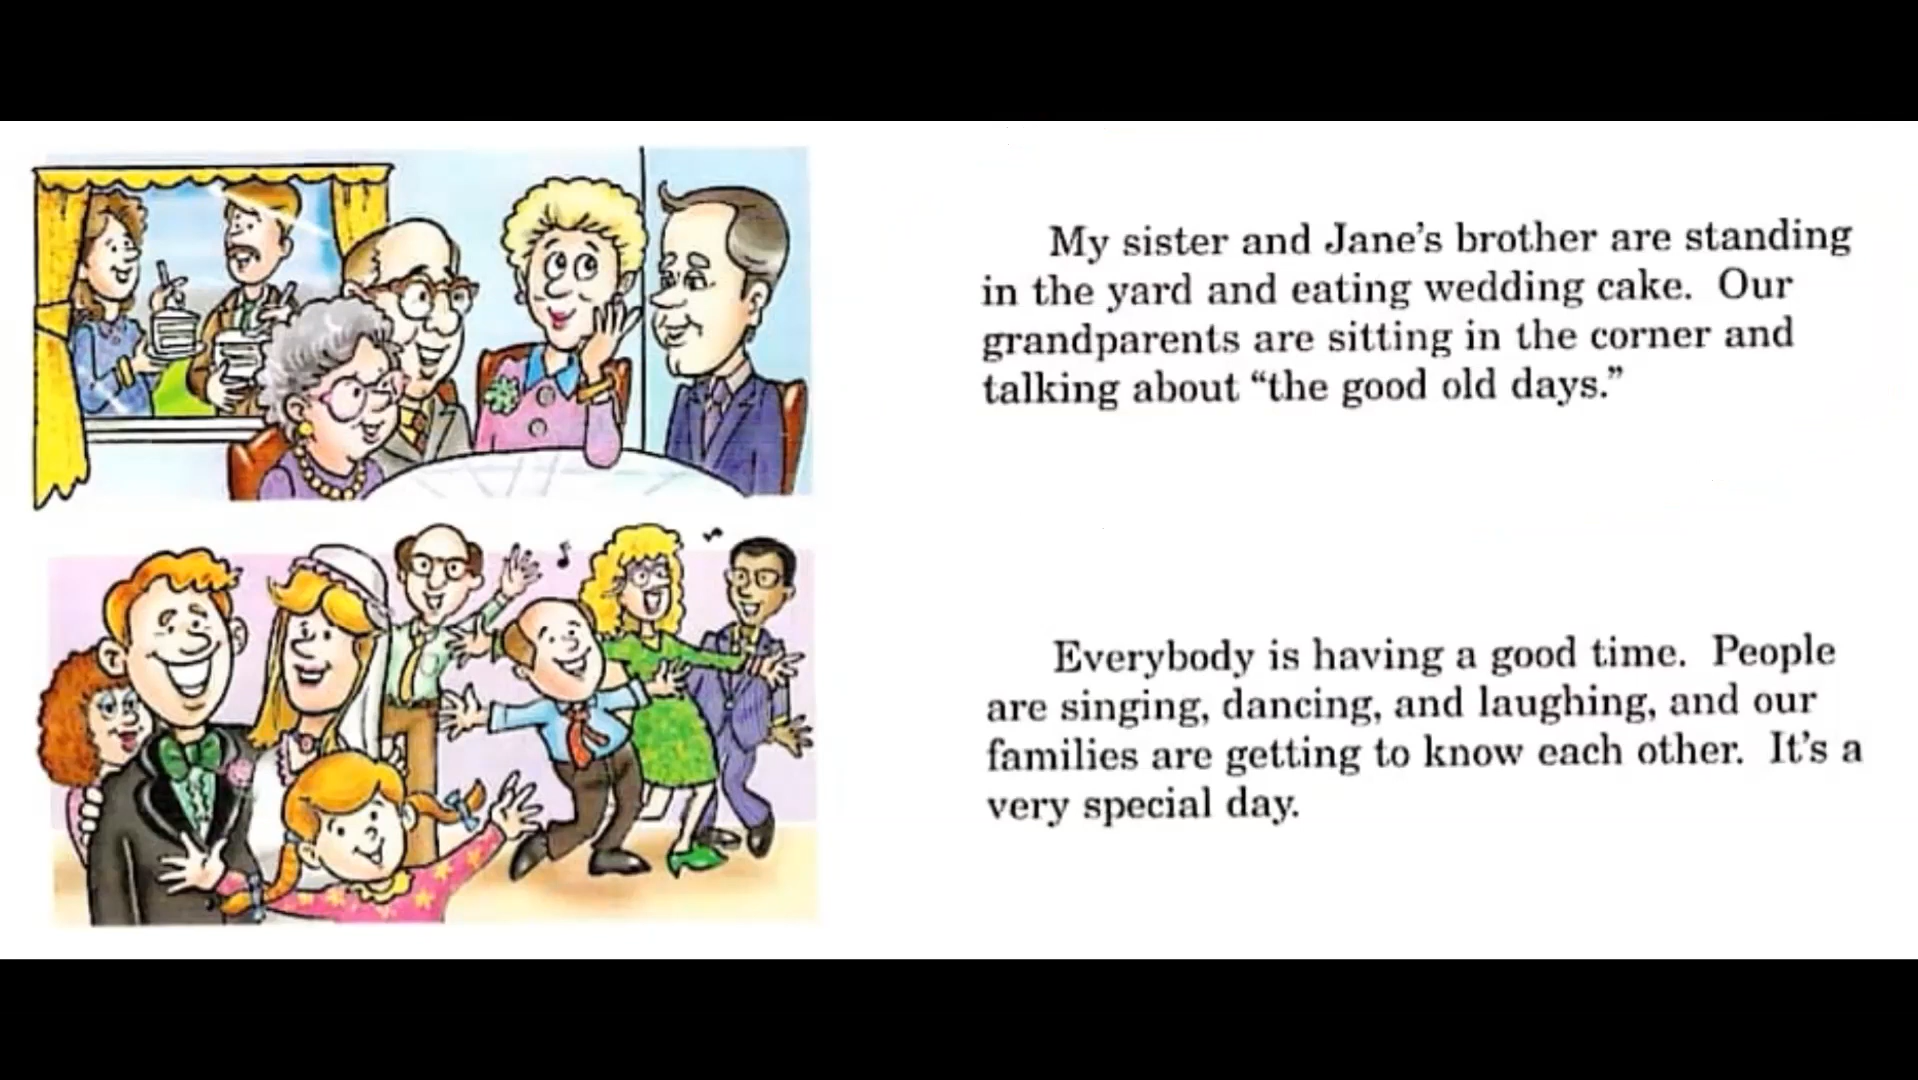 My sister and Jane's brother are standing
in the yard and eating wedding cake. Our
grandparents are sitting in the corner and
talking about “the good old days.”
Everybody is having a good time. People
are singing, dancing, and laughing, and our
families are getting to know each other. It's a
very special day.